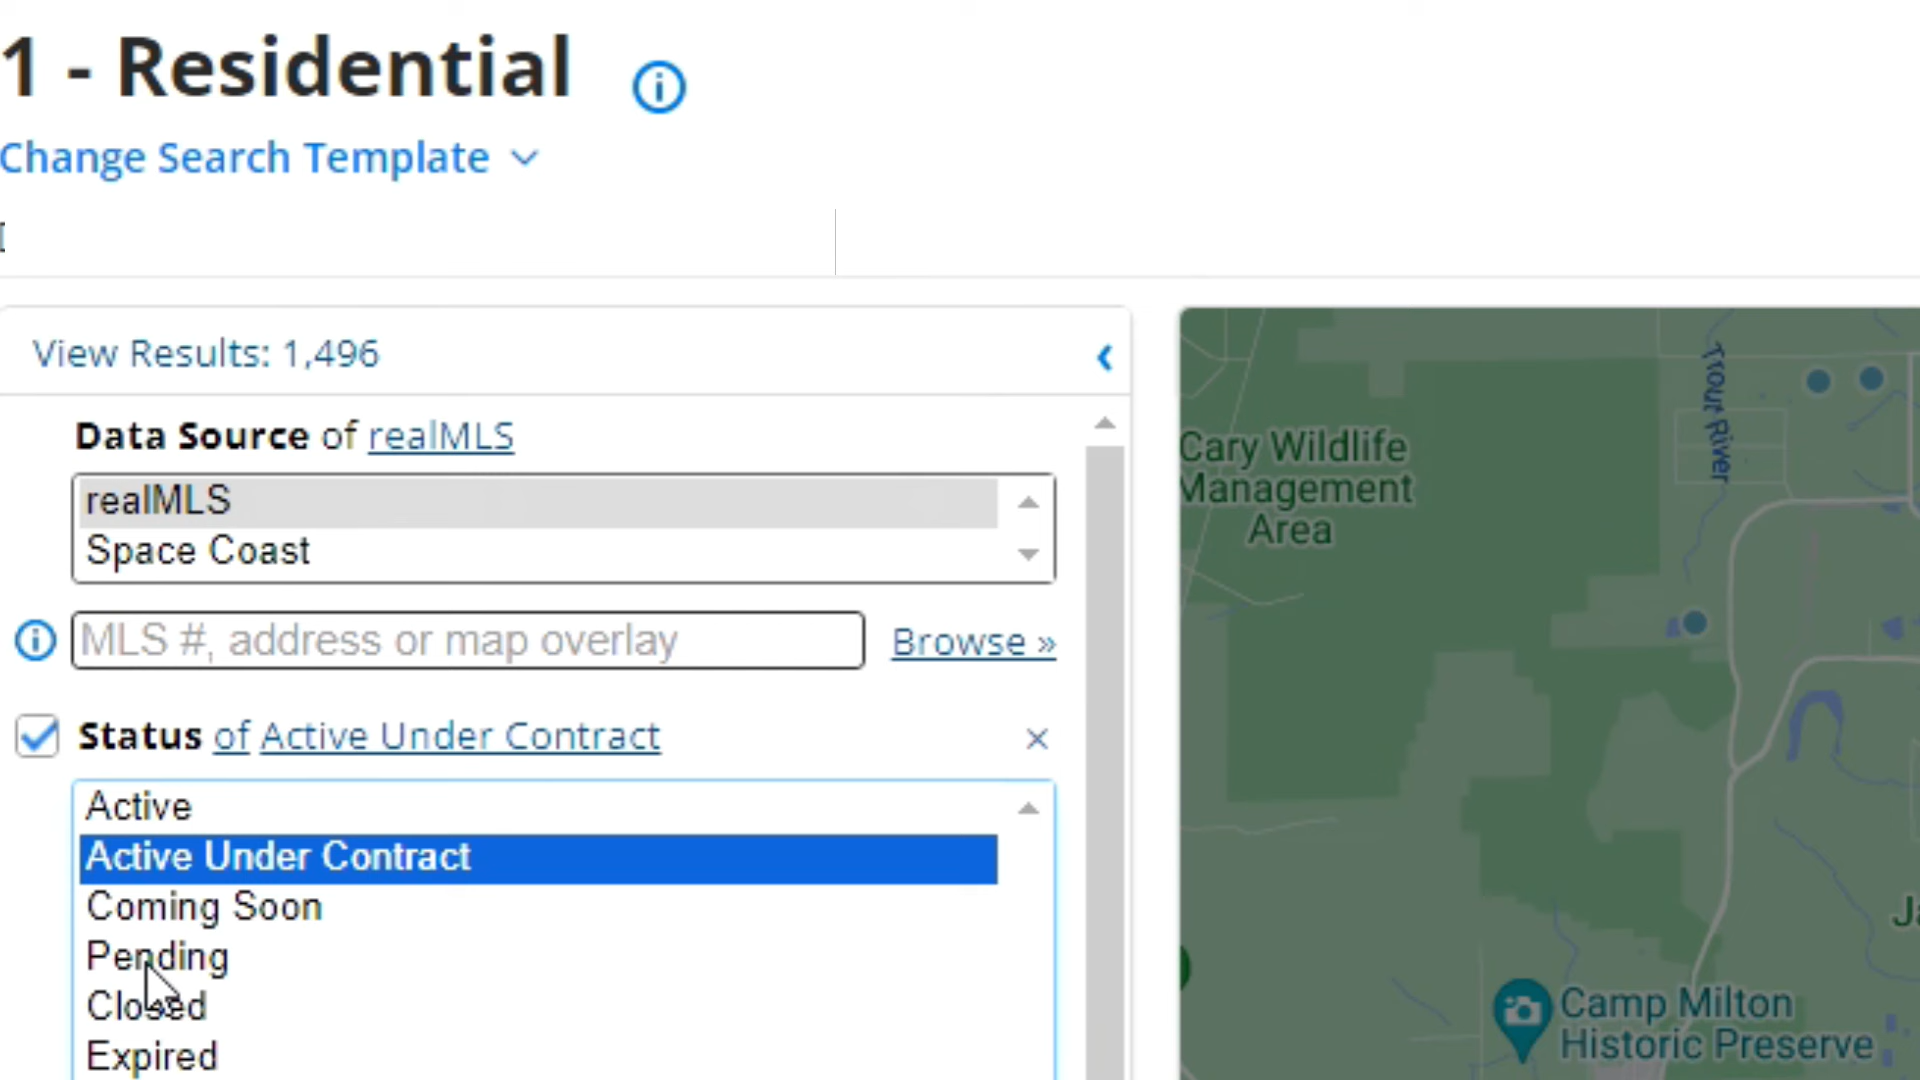 1 - Residential
Change Search Template
View Results: 1,496
Data Source of realMLS
realMLS
Space Coast
MLS #, address or map overlay
Browse »
Status of Active Under Contract
Active
Active Under Contract
Coming Soon
Pending
Closed
Expired
Cary Wildlife
Management
Area
Trout River
Camp Milton
Historic Preserve